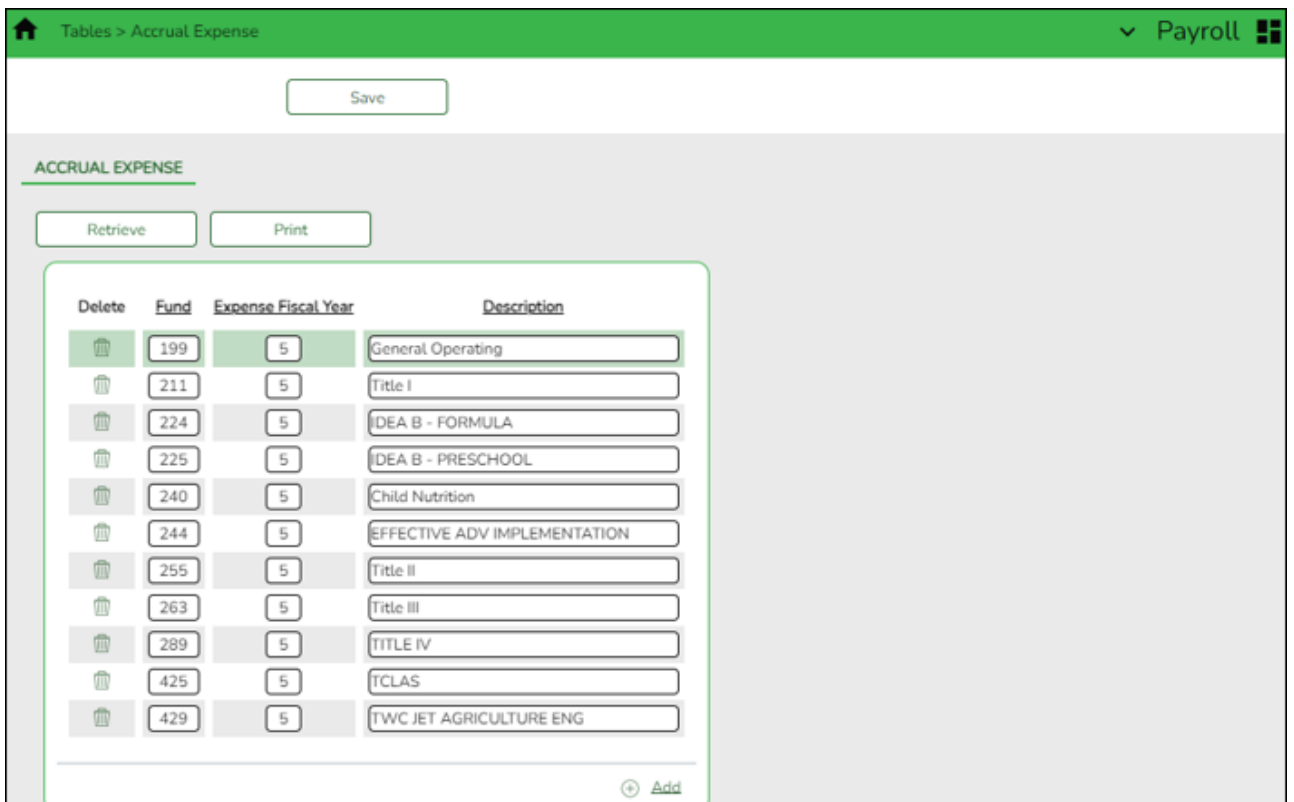 Tables > Accrual Expense Payroll
Save
ACCRUAL EXPENSE
Retrieve Print
Delete Fund Expense Fiscal Year Description
199 5 General Operating
211 5 Title I
224 5 IDEA B - FORMULA
225 5 IDEA B - PRESCHOOL
240 5 Child Nutrition
244 5 EFFECTIVE ADV IMPLEMENTATION
255 5 Title II
263 5 Title III
289 5 TITLE IV
425 5 TCLAS
429 5 TWC JET AGRICULTURE ENG
Add